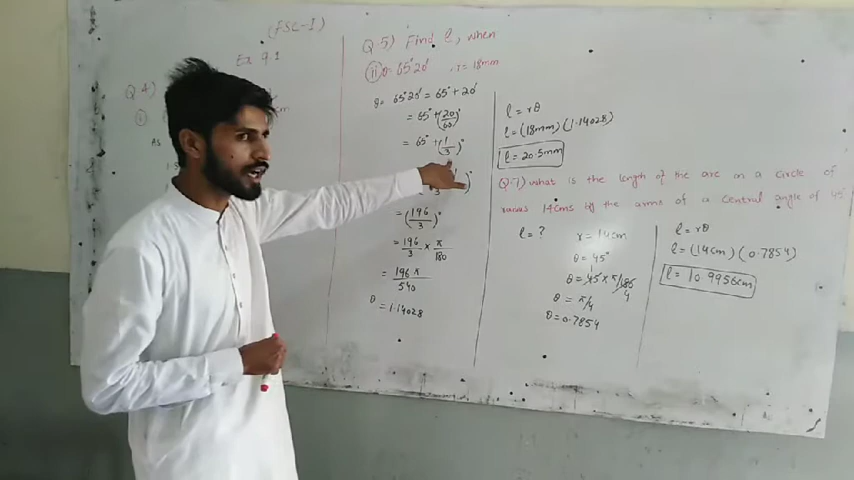 (FSC-I)
Ex 9.1
Q.4)
(i)
As
Q.5) Find l, when
(ii) θ=65°20' , r=18mm
θ= 65°20' = 65°+20'
= 65°+(20/60)°
= 65°+(1/3)°
= (196/3)°
= 196/3 × π/180
= 196π/540
θ=1.14028
l=rθ
l=(18mm)(1.14028)
l=20.5mm
Q.7) what is the length of the arc on a circle of
radius 14cms by the arms of a central angle of 45°
l=?
r=14cm
θ=45°
θ=45×π/180
4
θ=π/4
θ=0.7854
l=rθ
l=(14cm)(0.7854)
l=10.9956cm